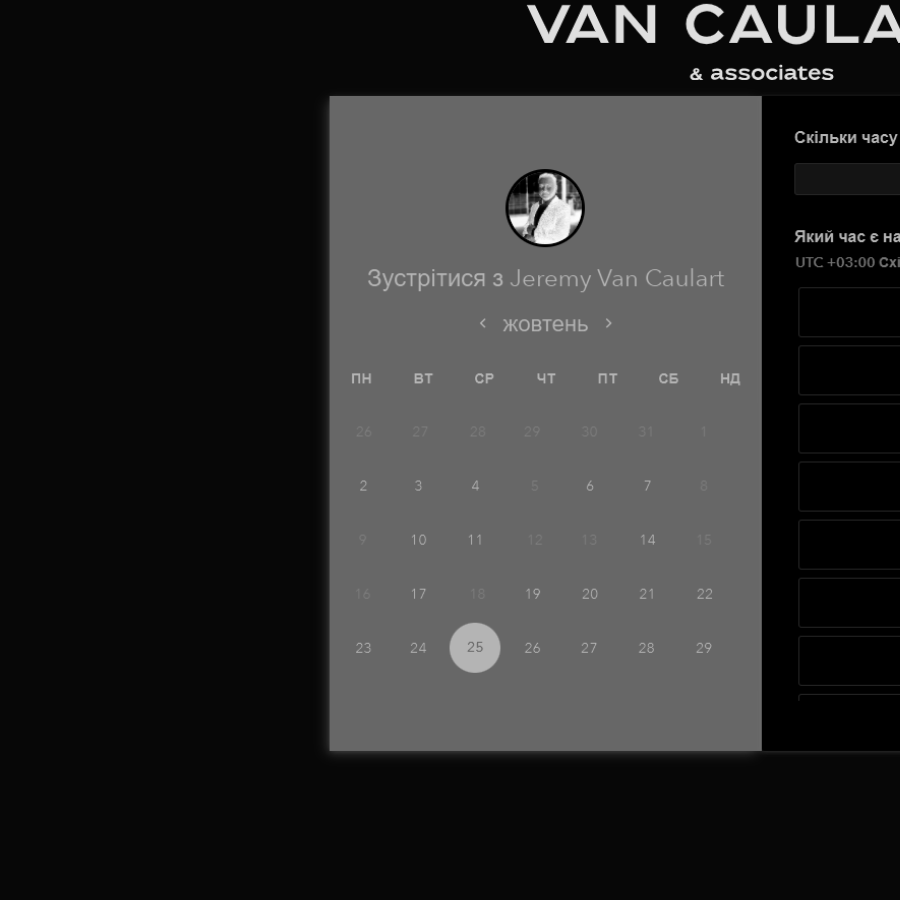 VAN CAULA
& associates
Зустрітися з Jeremy Van Caulart
жовтень
ПН ВТ СР ЧТ ПТ СБ НД
26 27 28 29 30 31 1
2 3 4 5 6 7 8
9 10 11 12 13 14 15
16 17 18 19 20 21 22
23 24 25 26 27 28 29
Скільки часу
Який час є на
UTC +03:00 Схі